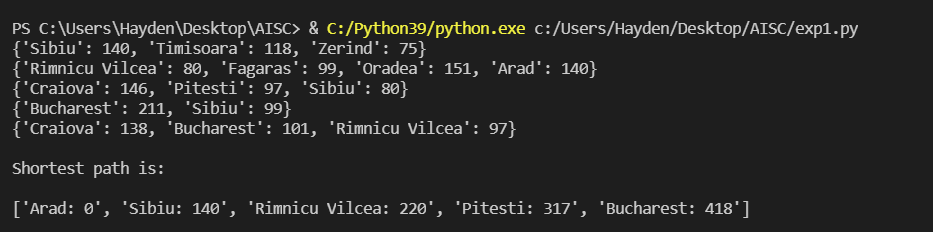 PS C:\Users\Hayden\Desktop\AISC> & C:/Python39/python.exe c:/Users/Hayden/Desktop/AISC/exp1.py
{'Sibiu': 140, 'Timisoara': 118, 'Zerind': 75}
{'Rimnicu Vilcea': 80, 'Fagaras': 99, 'Oradea': 151, 'Arad': 140}
{'Craiova': 146, 'Pitesti': 97, 'Sibiu': 80}
{'Bucharest': 211, 'Sibiu': 99}
{'Craiova': 138, 'Bucharest': 101, 'Rimnicu Vilcea': 97}
Shortest path is:
['Arad: 0', 'Sibiu: 140', 'Rimnicu Vilcea: 220', 'Pitesti: 317', 'Bucharest: 418']